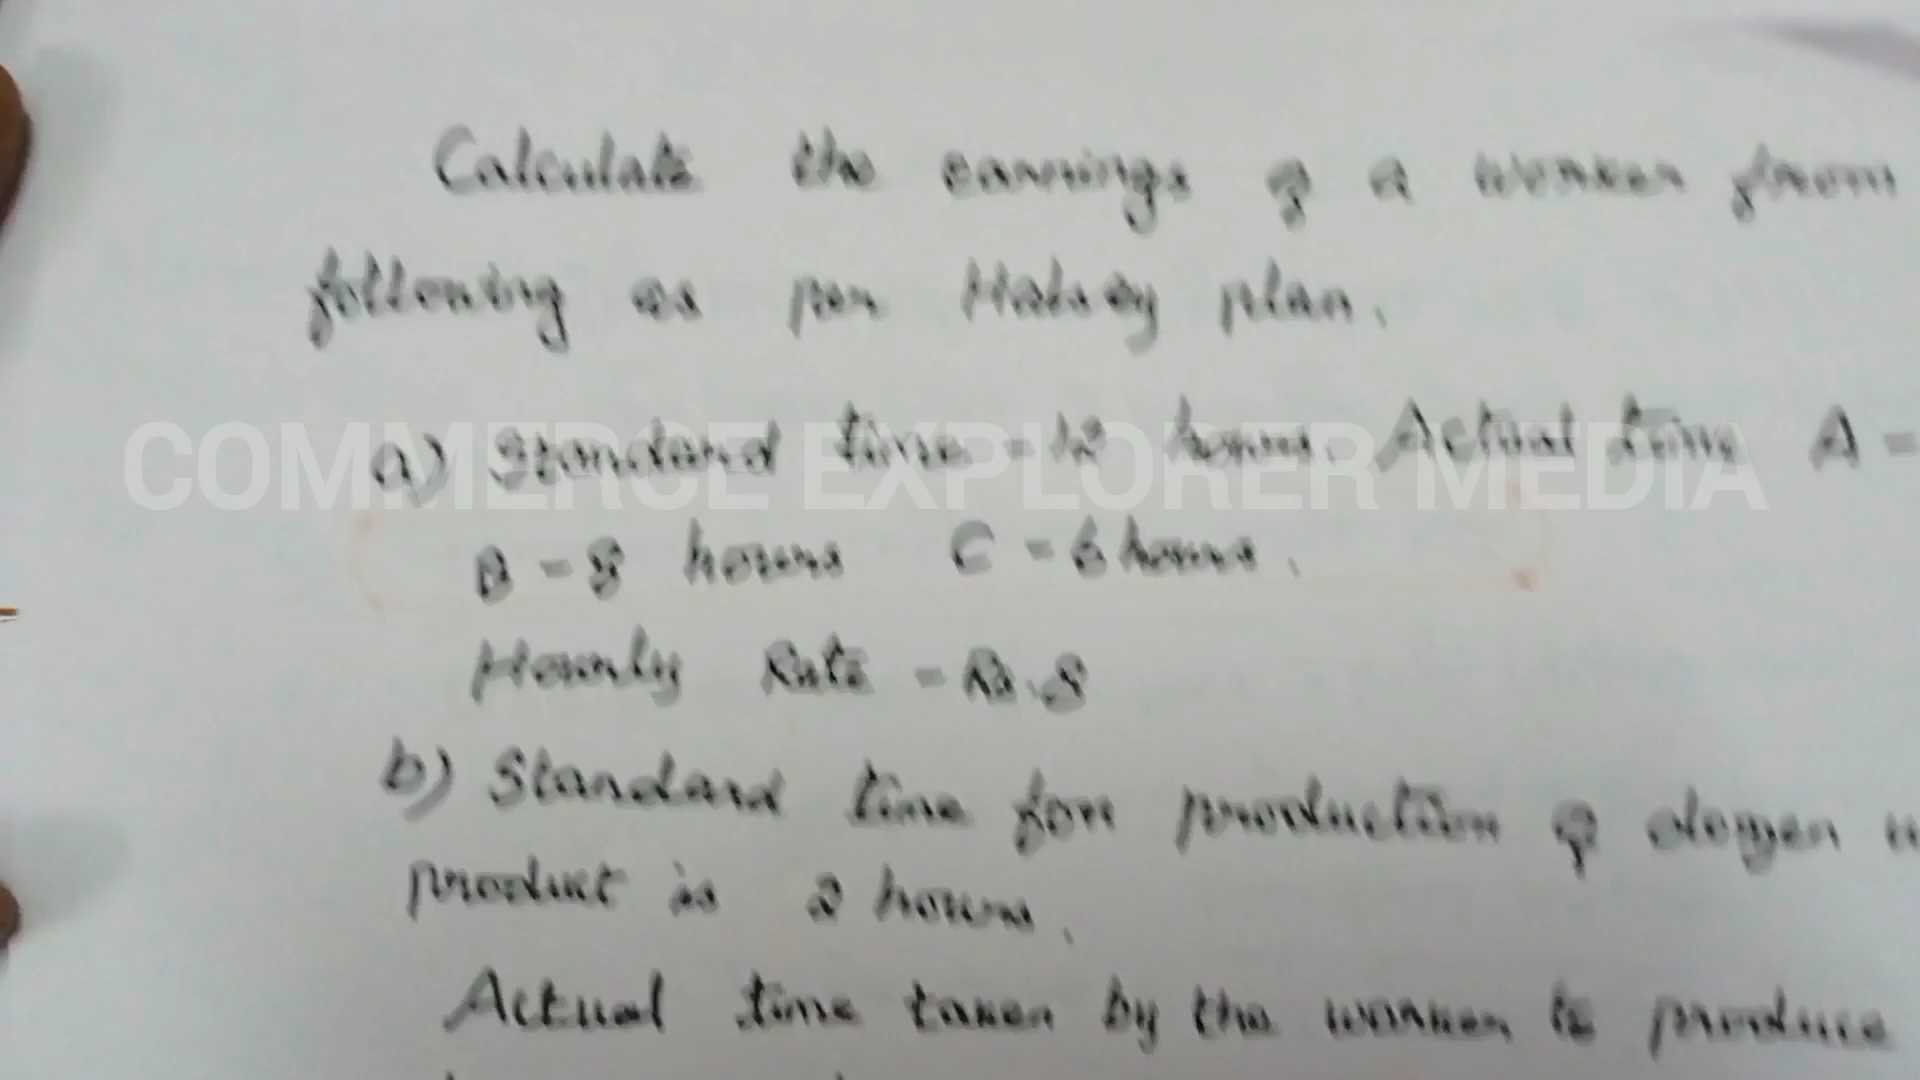 Calculate the earnings of a worker from
following as per Halsey plan.
COMMERCE EXPLORER MEDIA
a) Standard time = 12 hours. Actual time A =
B = 8 hours C = 6 hours.
Hourly Rate = Rs. 8
b) Standard time for production of dozen
product is 2 hours.
Actual time taken by the worker to produce